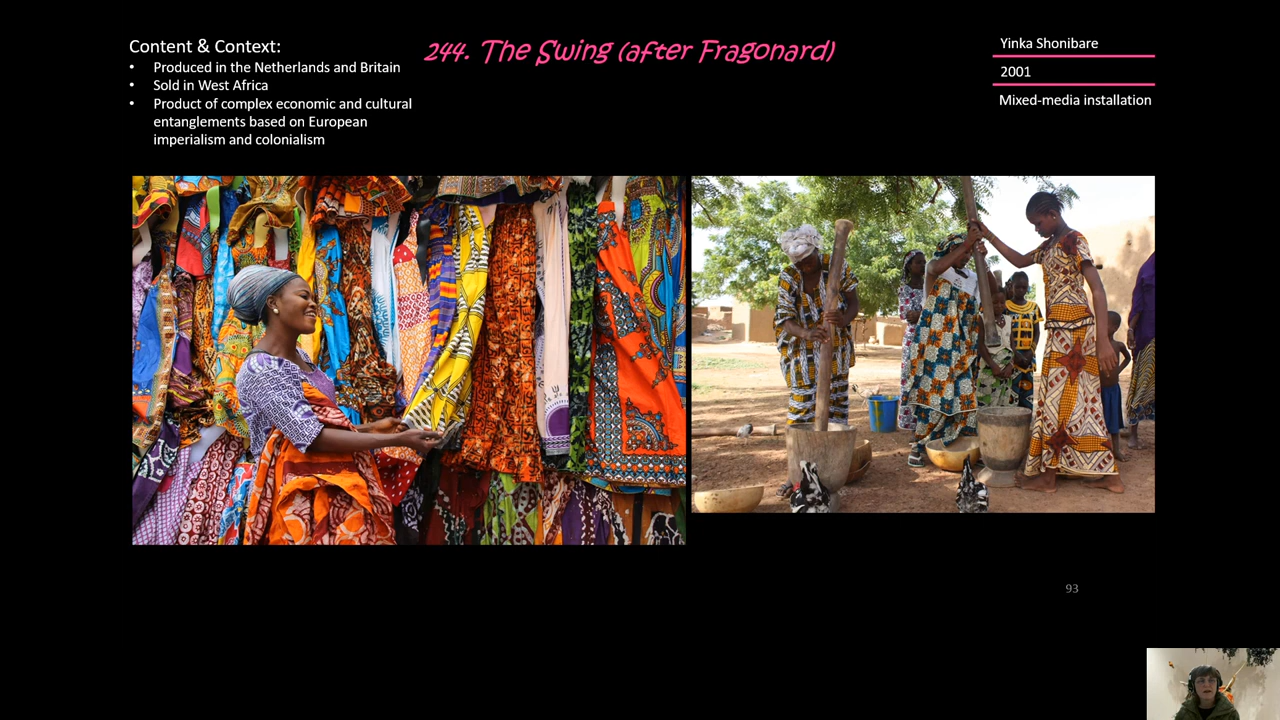 Content & Context:
• Produced in the Netherlands and Britain
• Sold in West Africa
• Product of complex economic and cultural
entanglements based on European
imperialism and colonialism
244. The Swing (after Fragonard)
Yinka Shonibare
2001
Mixed-media installation
93